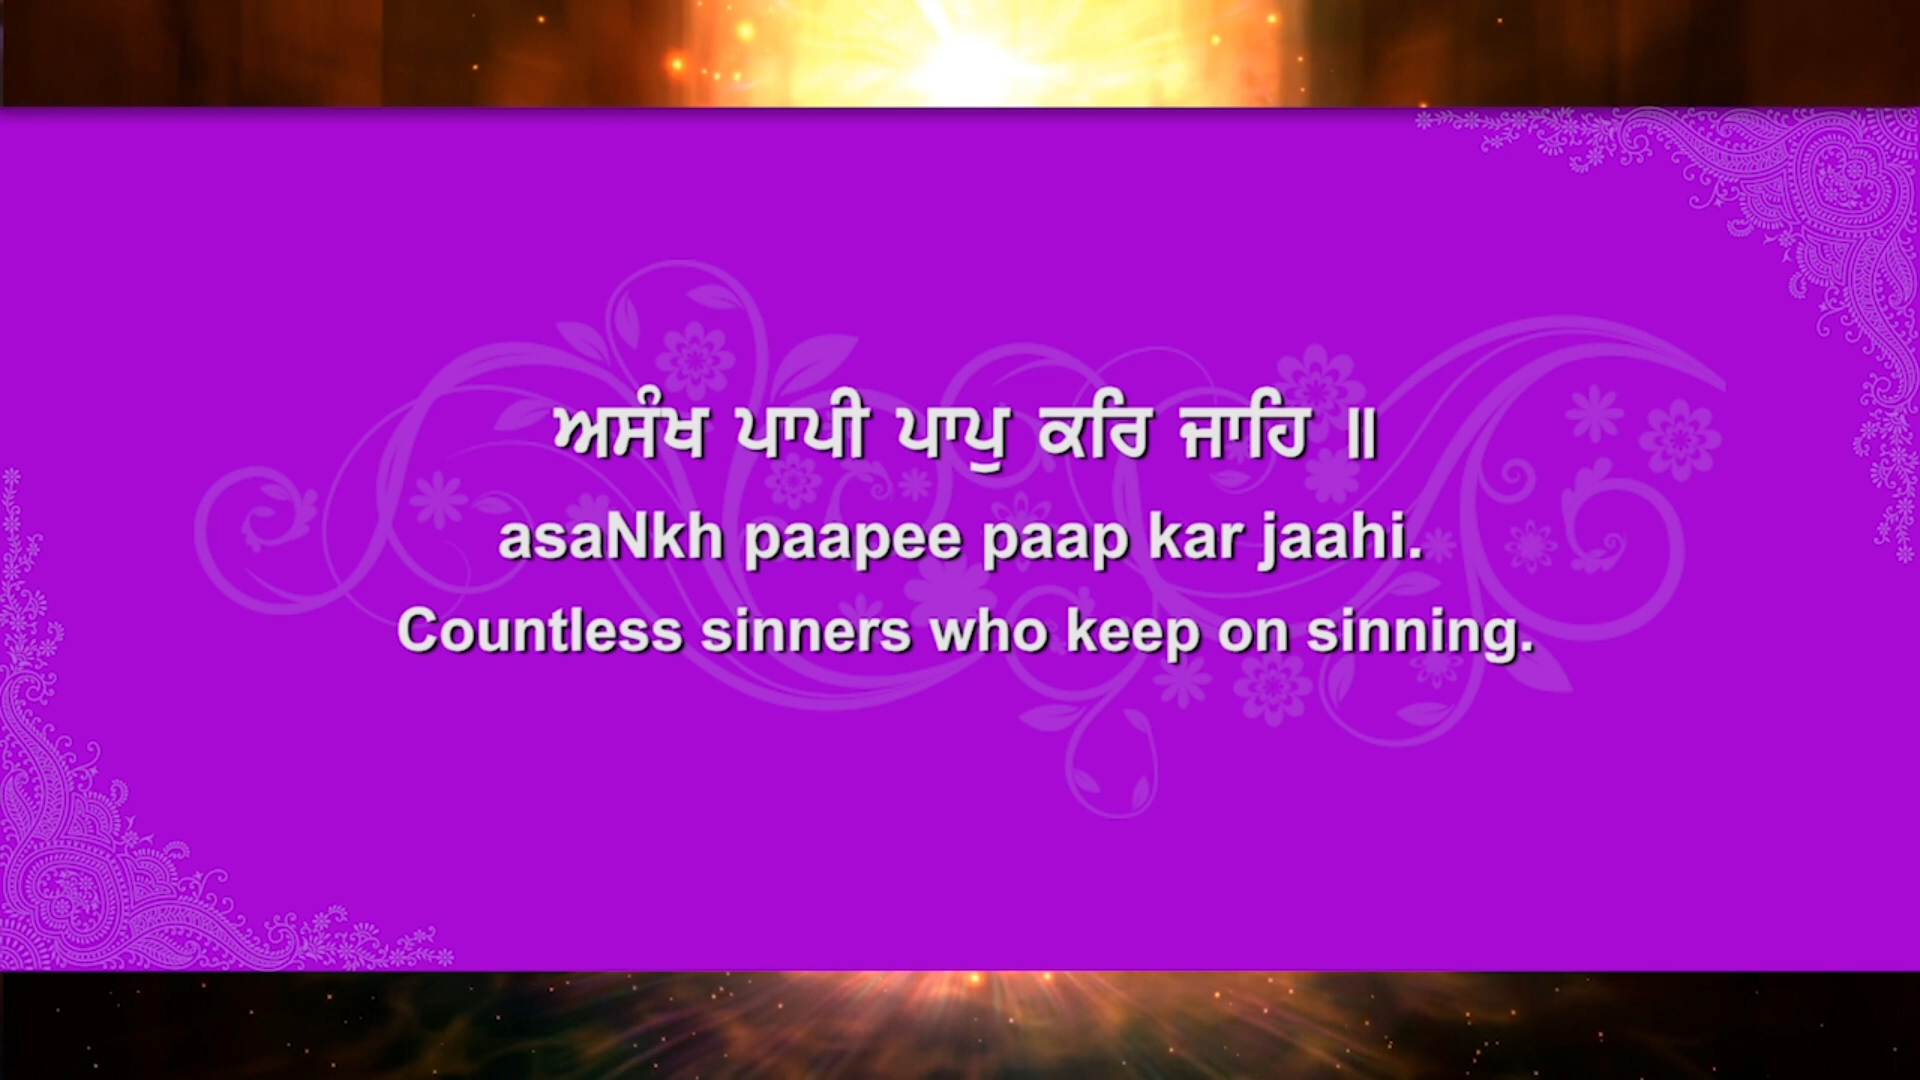 ਅਸੰਖ ਪਾਪੀ ਪਾਪੁ ਕਰਿ ਜਾਹਿ ॥
asaNkh paapee paap kar jaahi.
Countless sinners who keep on sinning.